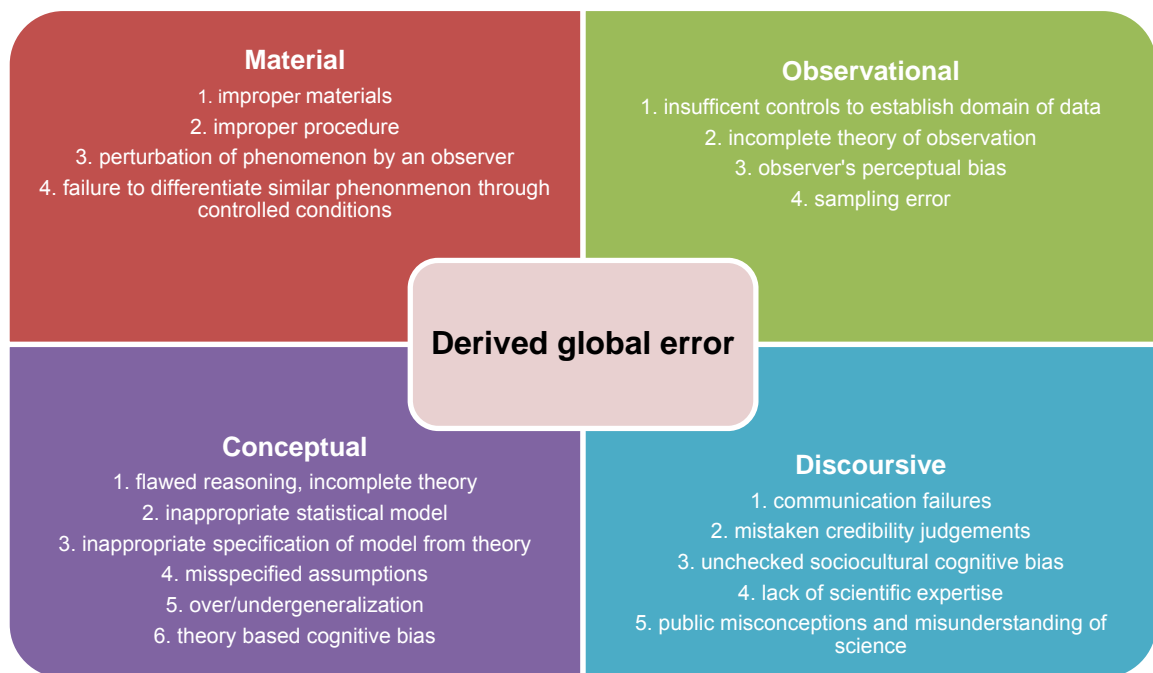 Material
1. improper materials
2. improper procedure
3. perturbation of phenomenon by an observer
4. failure to differentiate similar phenonmenon through
controlled conditions
Observational
1. insufficent controls to establish domain of data
2. incomplete theory of observation
3. observer's perceptual bias
4. sampling error
Derived global error
Conceptual
1. flawed reasoning, incomplete theory
2. inappropriate statistical model
3. inappropriate specification of model from theory
4. misspecified assumptions
5. over/undergeneralization
6. theory based cognitive bias
Discoursive
1. communication failures
2. mistaken credibility judgements
3. unchecked sociocultural cognitive bias
4. lack of scientific expertise
5. public misconceptions and misunderstanding of
science